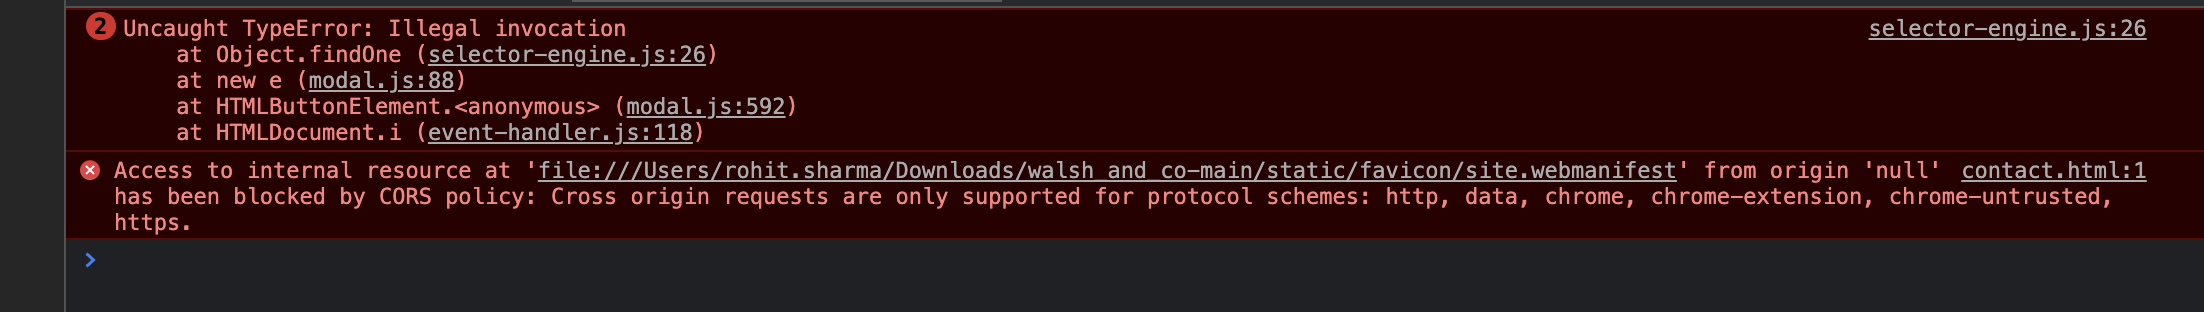 2 Uncaught TypeError: Illegal invocation selector-engine.js:26
at Object.findOne (selector-engine.js:26)
at new e (modal.js:88)
at HTMLButtonElement.<anonymous> (modal.js:592)
at HTMLDocument.i (event-handler.js:118)
Access to internal resource at 'file:///Users/rohit.sharma/Downloads/walsh_and_co-main/static/favicon/site.webmanifest' from origin 'null' contact.html:1
has been blocked by CORS policy: Cross origin requests are only supported for protocol schemes: http, data, chrome, chrome-extension, chrome-untrusted,
https.